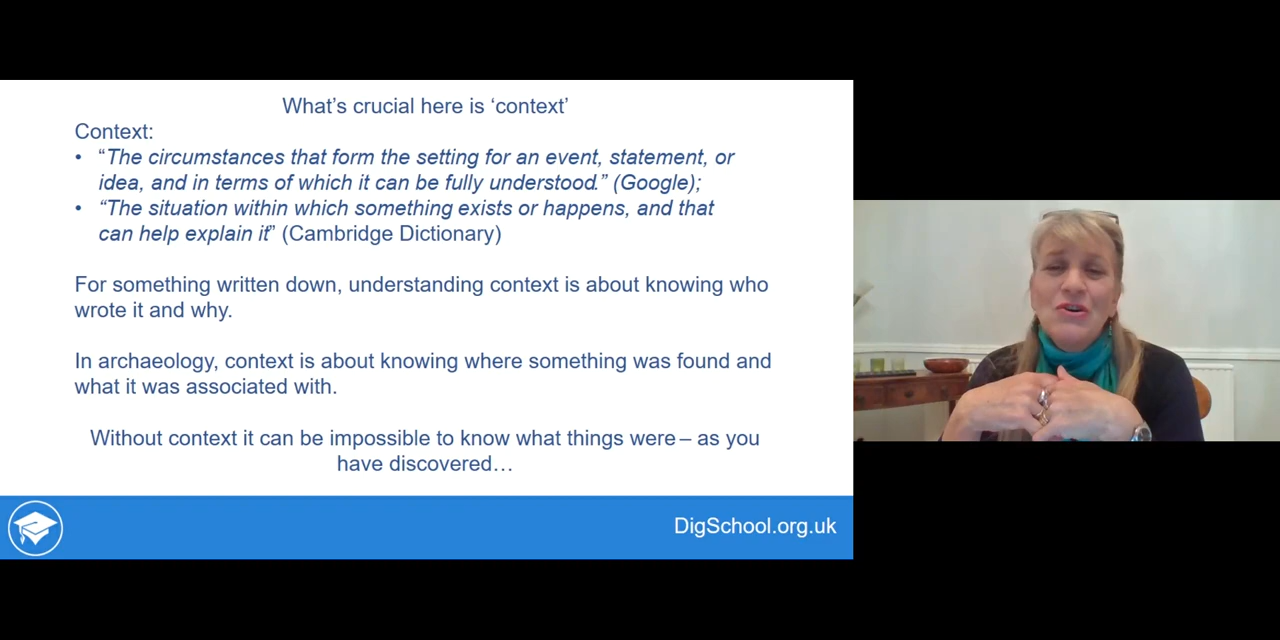 What's crucial here is ‘context’
Context:
• “The circumstances that form the setting for an event, statement, or
idea, and in terms of which it can be fully understood.” (Google);
• “The situation within which something exists or happens, and that
can help explain it” (Cambridge Dictionary)
For something written down, understanding context is about knowing who
wrote it and why.
In archaeology, context is about knowing where something was found and
what it was associated with.
Without context it can be impossible to know what things were – as you
have discovered…
DigSchool.org.uk